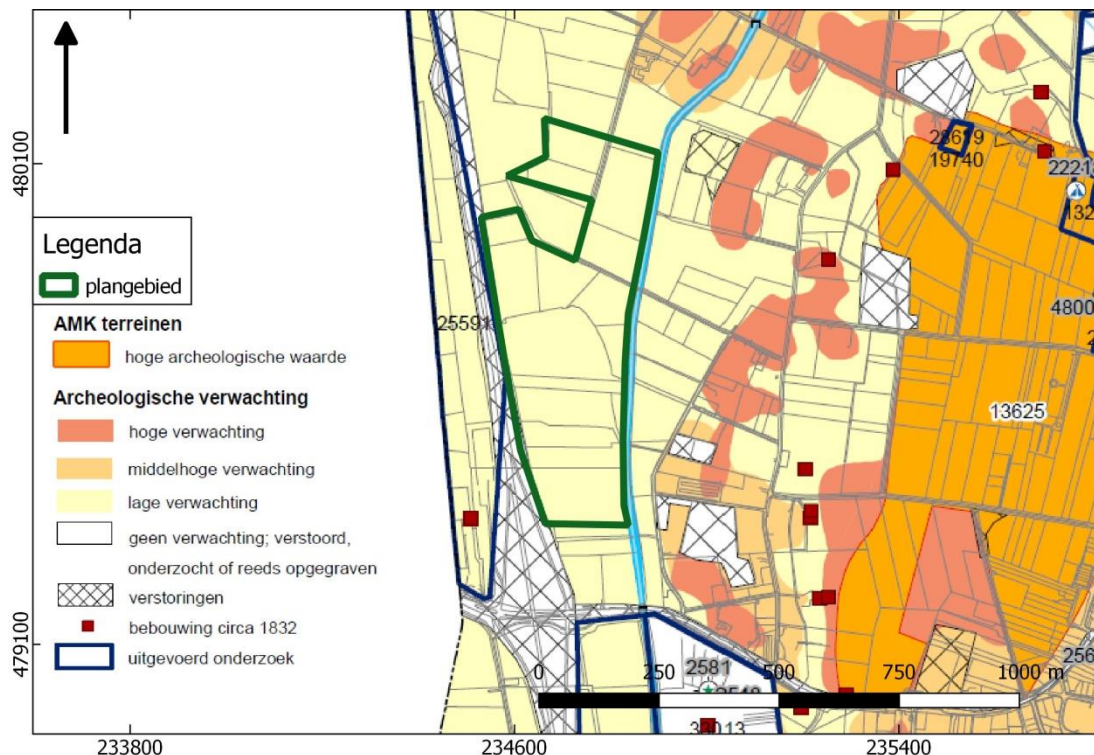 480100
479100
Legenda
plangebied
AMK terreinen
hoge archeologische waarde
Archeologische verwachting
hoge verwachting
middelhoge verwachting
lage verwachting
geen verwachting; verstoord,
onderzocht of reeds opgegraven
verstoringen
bebouwing circa 1832
uitgevoerd onderzoek
25591
19740
13625
2581
33013
0 250 500 750 1000 m
233800 234600 235400